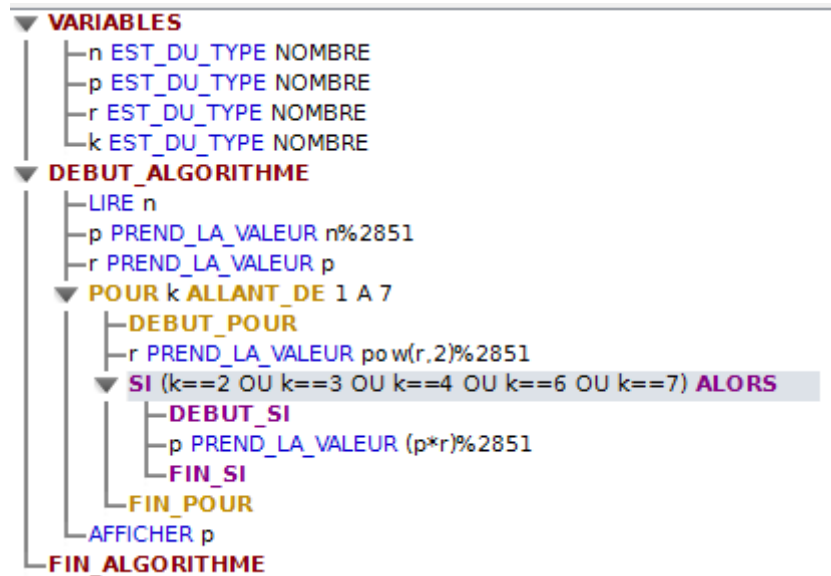 VARIABLES
n EST_DU_TYPE NOMBRE
p EST_DU_TYPE NOMBRE
r EST_DU_TYPE NOMBRE
k EST_DU_TYPE NOMBRE
DEBUT_ALGORITHME
LIRE n
p PREND_LA_VALEUR n%2851
r PREND_LA_VALEUR p
POUR k ALLANT_DE 1 A 7
DEBUT_POUR
r PREND_LA_VALEUR pow(r,2)%2851
SI (k==2 OU k==3 OU k==4 OU k==6 OU k==7) ALORS
DEBUT_SI
p PREND_LA_VALEUR (p*r)%2851
FIN_SI
FIN_POUR
AFFICHER p
FIN_ALGORITHME